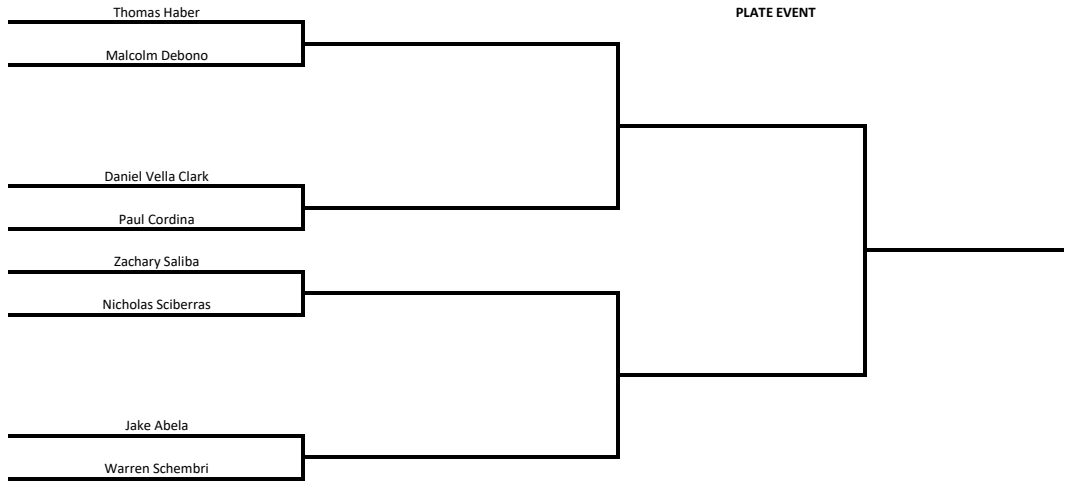 Thomas Haber
PLATE EVENT
Malcolm Debono
Daniel Vella Clark
Paul Cordina
Zachary Saliba
Nicholas Sciberras
Jake Abela
Warren Schembri